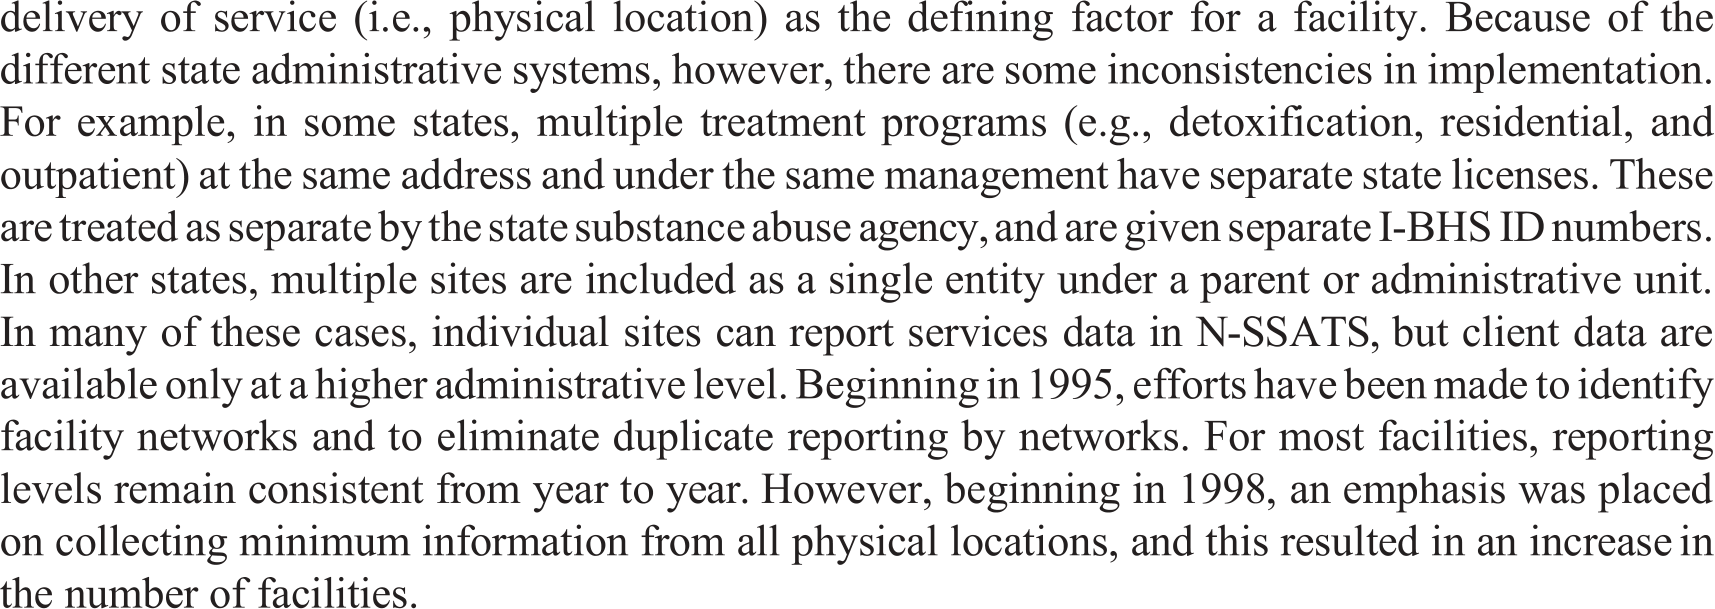 delivery of service (i.e., physical location) as the defining factor for a facility. Because of the
different state administrative systems, however, there are some inconsistencies in implementation.
For example, in some states, multiple treatment programs (e.g., detoxification, residential, and
outpatient) at the same address and under the same management have separate state licenses. These
are treated as separate by the state substance abuse agency, and are given separate I-BHS ID numbers.
In other states, multiple sites are included as a single entity under a parent or administrative unit.
In many of these cases, individual sites can report services data in N-SSATS, but client data are
available only at a higher administrative level. Beginning in 1995, efforts have been made to identify
facility networks and to eliminate duplicate reporting by networks. For most facilities, reporting
levels remain consistent from year to year. However, beginning in 1998, an emphasis was placed
on collecting minimum information from all physical locations, and this resulted in an increase in
the number of facilities.